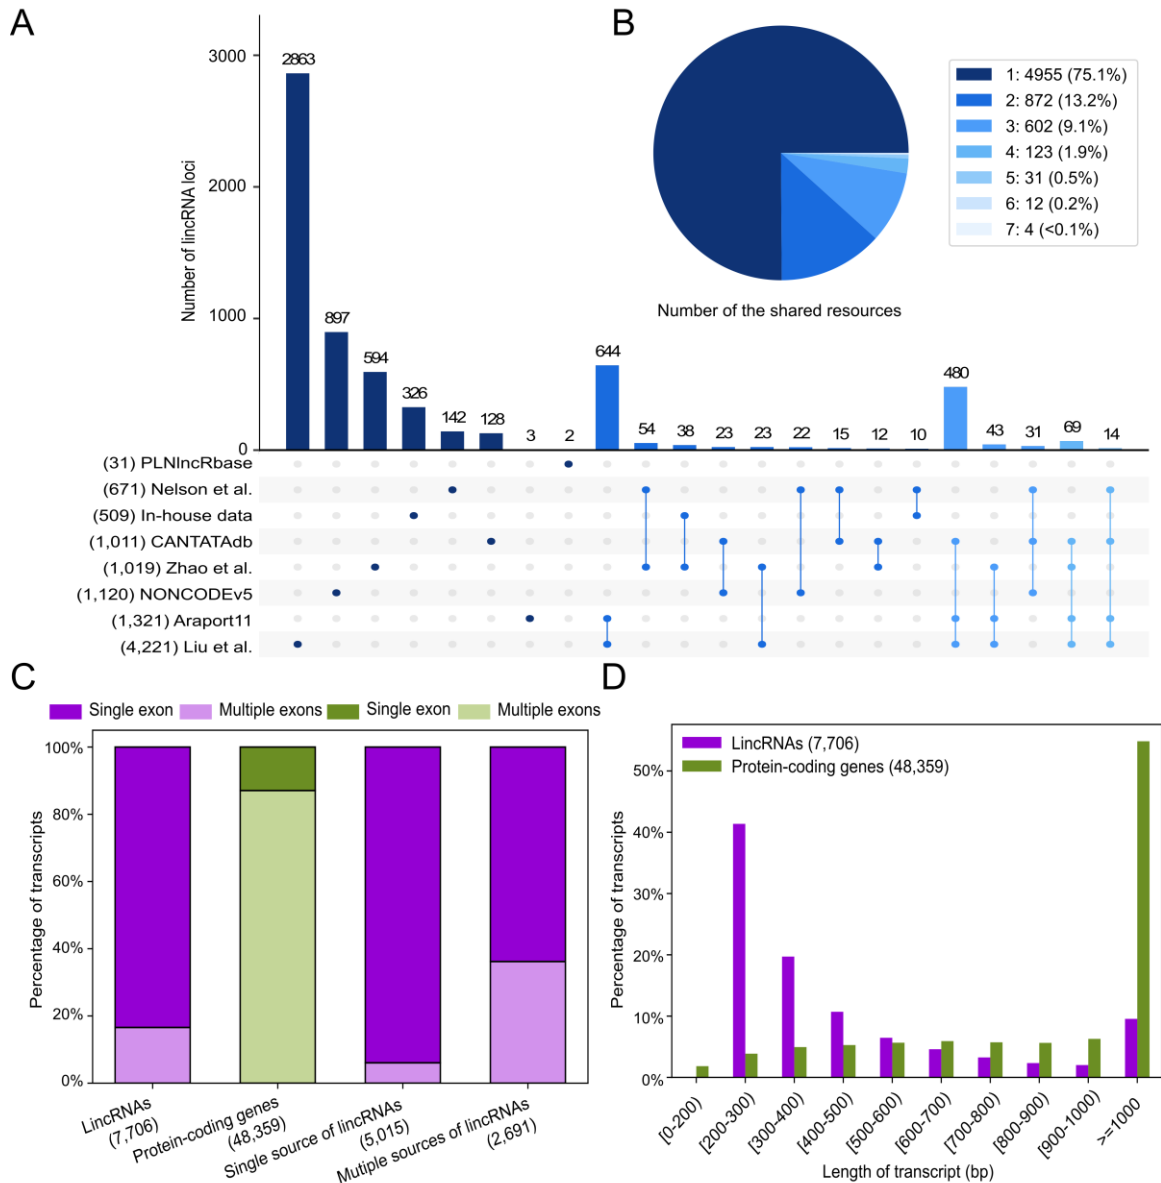 A
B
Number of lincRNA loci
3000
2000
1000
0
2863
897
594
326
142
128
3
2
644
54
38
23
23
22
15
12
10
480
43
31
69
14
1: 4955 (75.1%)
2: 872 (13.2%)
3: 602 (9.1%)
4: 123 (1.9%)
5: 31 (0.5%)
6: 12 (0.2%)
7: 4 (<0.1%)
Number of the shared resources
(31) PLNlncRbase
(671) Nelson et al.
(509) In-house data
(1,011) CANTATAdb
(1,019) Zhao et al.
(1,120) NONCODEv5
(1,321) Araport11
(4,221) Liu et al.
C
Single exon
Multiple exons
Single exon
Multiple exons
Percentage of transcripts
100%
80%
60%
40%
20%
0%
LincRNAs
(7,706)
Protein-coding genes
(48,359)
Single source of lincRNAs
(5,015)
Mutiple sources of lincRNAs
(2,691)
D
LincRNAs (7,706)
Protein-coding genes (48,359)
Percentage of transcripts
50%
40%
30%
20%
10%
0%
[0-200)
[200-300)
[300-400)
[400-500)
[500-600)
[600-700)
[700-800)
[800-900)
[900-1000)
>=1000
Length of transcript (bp)